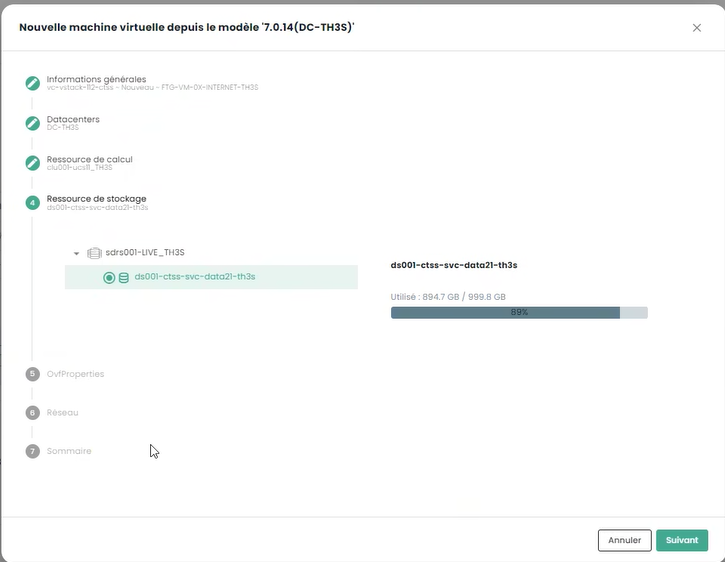 Nouvelle machine virtuelle depuis le modèle '7.0.14(DC-TH3S)'
Informations générales
vc-vstack-112-ctss - Nouveau - FTG-VM-0X-INTERNET-TH3S
Datacenters
DC-TH3S
Ressource de calcul
clu001-ucs11_TH3S
4 Ressource de stockage
ds001-ctss-svc-data21-th3s
sdrs001-LIVE_TH3S
ds001-ctss-svc-data21-th3s
ds001-ctss-svc-data21-th3s
Utilisé : 894.7 GB / 999.8 GB
89%
5 OvfProperties
6 Réseau
7 Sommaire
Annuler
Suivant